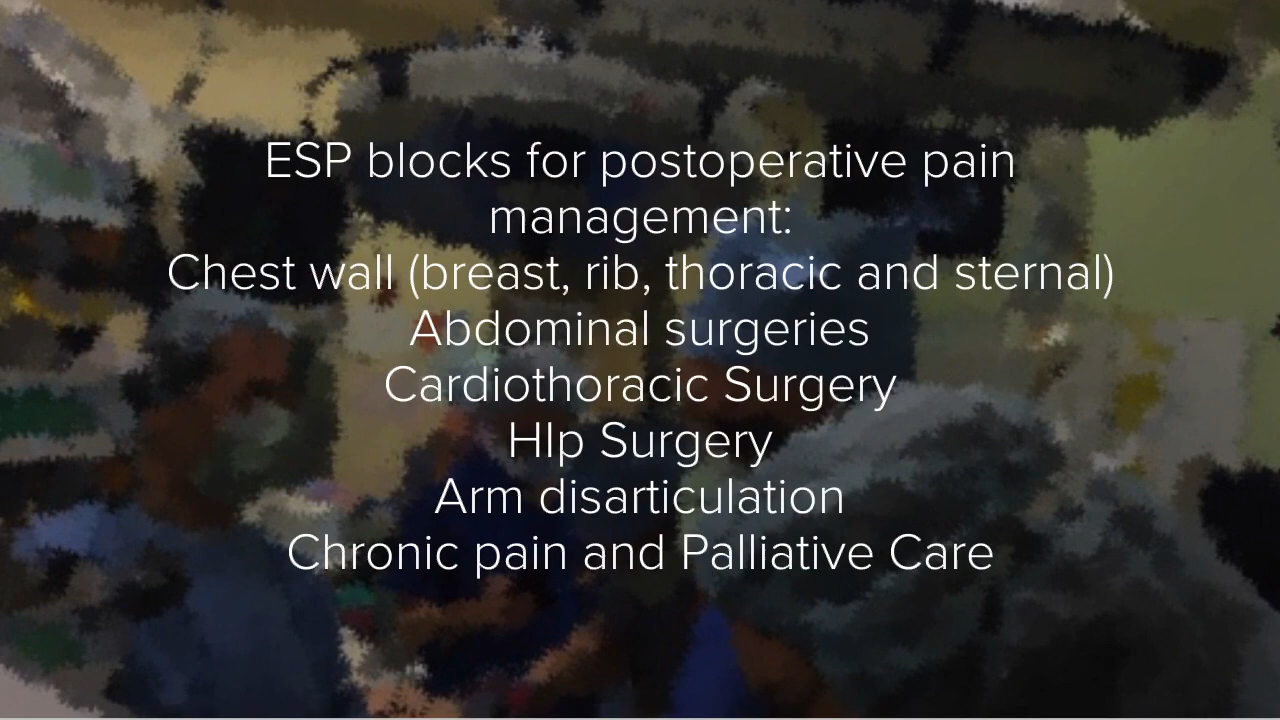 ESP blocks for postoperative pain
management:
Chest wall (breast, rib, thoracic and sternal)
Abdominal surgeries
Cardiothoracic Surgery
HIp Surgery
Arm disarticulation
Chronic pain and Palliative Care